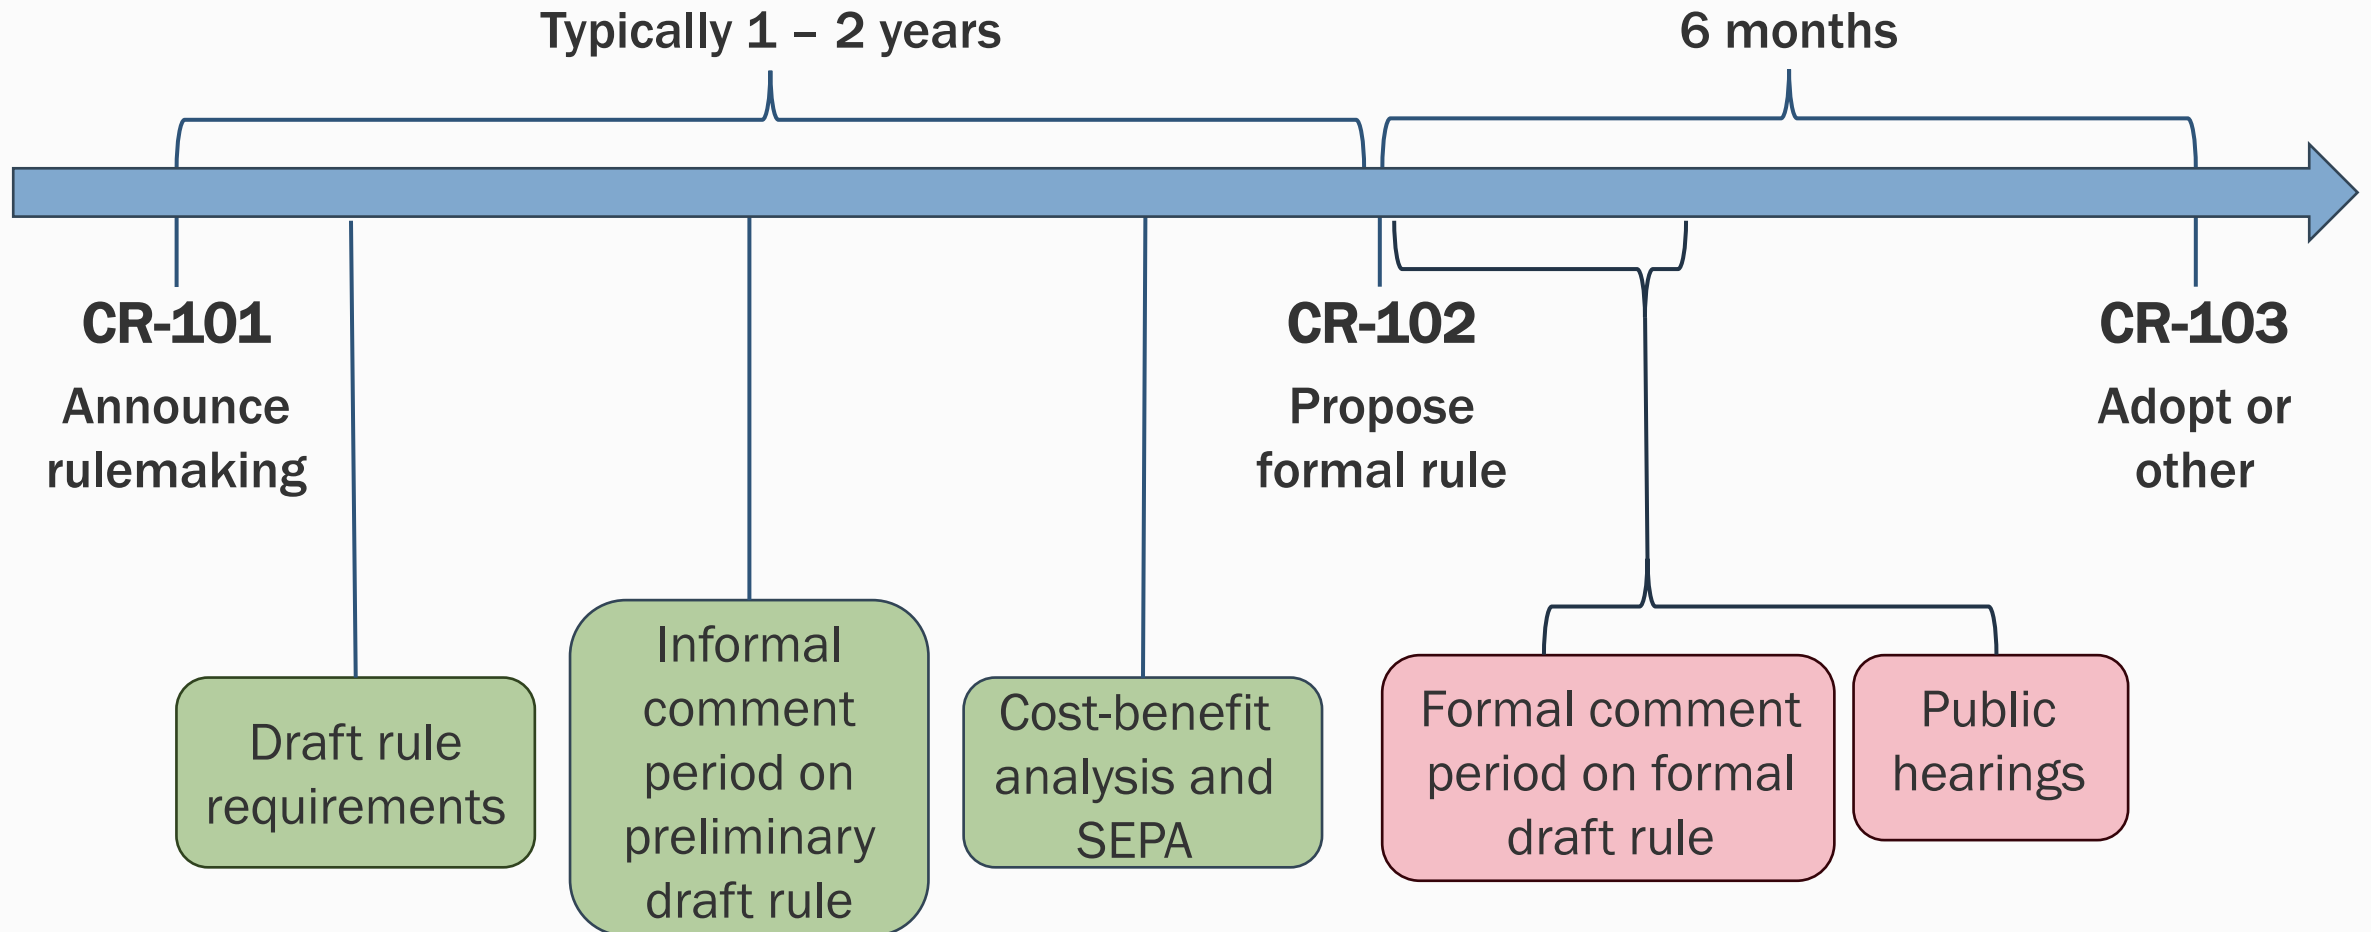 Typically 1 – 2 years
6 months
CR-101
Announce
rulemaking
CR-102
Propose
formal rule
CR-103
Adopt or
other
Draft rule
requirements
Informal
comment
period on
preliminary
draft rule
Cost-benefit
analysis and
SEPA
Formal comment
period on formal
draft rule
Public
hearings